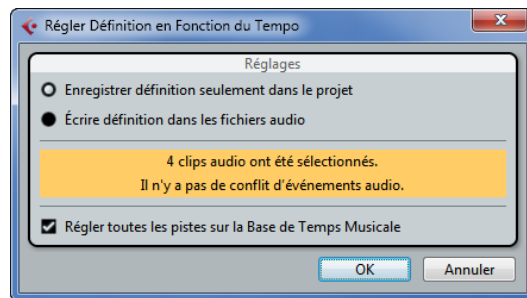 Régler Définition en Fonction du Tempo
Réglages
Enregistrer définition seulement dans le projet
Écrire définition dans les fichiers audio
4 clips audio ont été sélectionnés.
Il n'y a pas de conflit d'événements audio.
Régler toutes les pistes sur la Base de Temps Musicale
OK Annuler